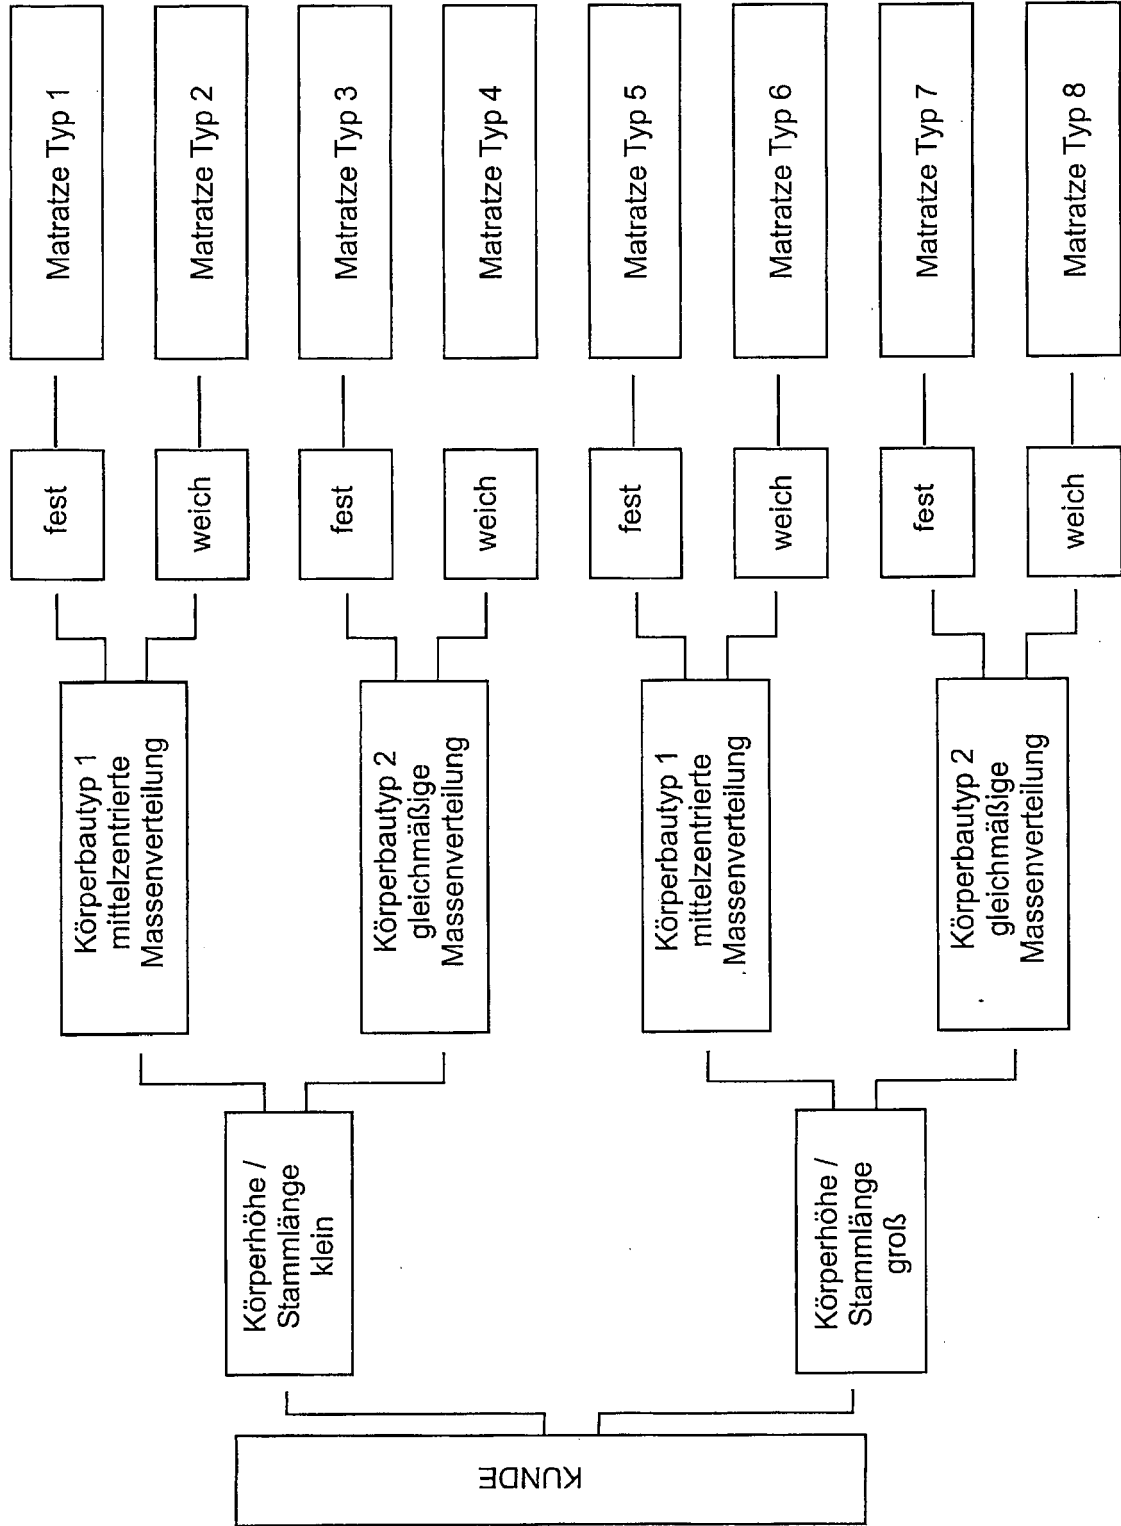 KUNDE
Körperhöhe /
Stammlänge
klein
Körperhöhe /
Stammlänge
groß
Körperbautyp 1
mittelzentrierte
Massenverteilung
Körperbautyp 2
gleichmäßige
Massenverteilung
Körperbautyp 1
mittelzentrierte
Massenverteilung
Körperbautyp 2
gleichmäßige
Massenverteilung
fest
weich
fest
weich
fest
weich
fest
weich
Matratze Typ 1
Matratze Typ 2
Matratze Typ 3
Matratze Typ 4
Matratze Typ 5
Matratze Typ 6
Matratze Typ 7
Matratze Typ 8